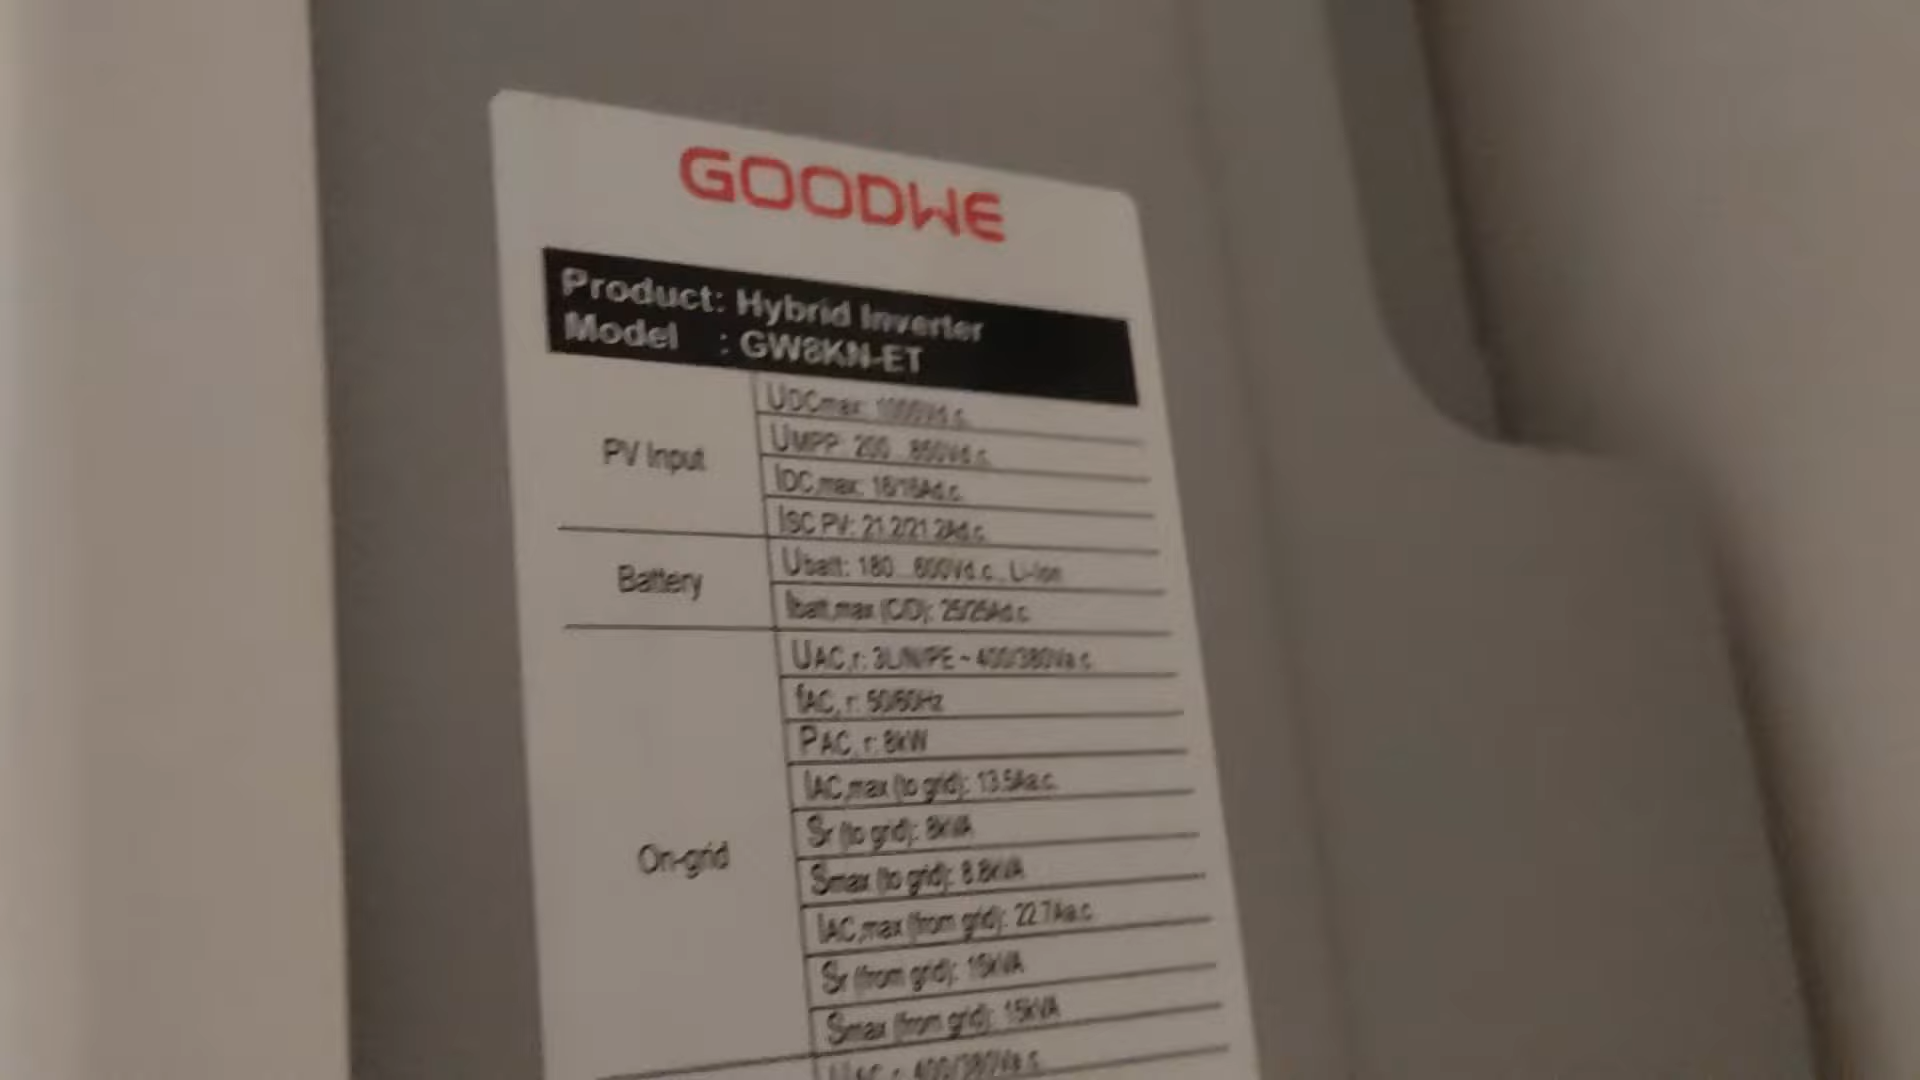 GOODWE
Product: Hybrid Inverter
Model : GW8KN-ET
PV Input
UDCmax: 1000Vd.c.
UMPP: 200...850Vd.c.
IDC,max: 16/16Ad.c.
ISC PV: 21.2/21.2Ad.c.
Battery
Ubatt: 180...600Vd.c., Li-Ion
Ibatt,max (C/D): 25/25Ad.c.
On-grid
UAC,r: 3L/N/PE ~ 400/380Va.c.
fAC, r: 50/60Hz
PAC, r: 8kW
IAC,max (to grid): 13.5Aa.c.
Sr (to grid): 8kVA
Smax (to grid): 8.8kVA
IAC,max (from grid): 22.7Aa.c.
Sr (from grid): 15kVA
Smax (from grid): 15kVA
UAC, r: 400/380Va.c.